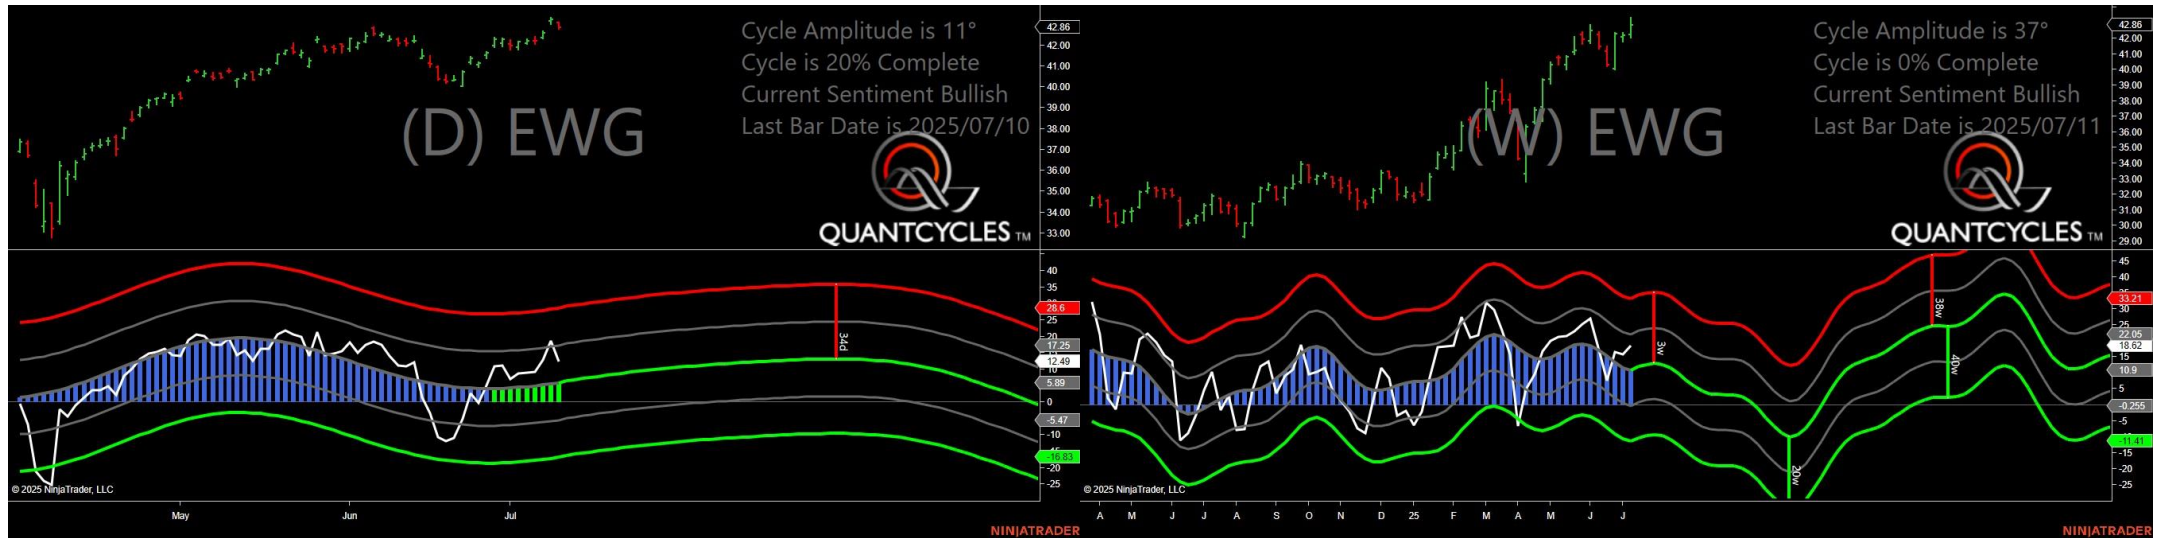 Cycle Amplitude is 11°
Cycle is 20% Complete
Current Sentiment Bullish
Last Bar Date is 2025/07/10
(D) EWG
QUANTCYCLES TM
42.86
42.00
41.00
40.00
39.00
38.00
37.00
36.00
35.00
34.00
33.00
40
35
28.6
25
20
17.25
12.49
10
5.89
0
-5.47
-10
-16.83
-20
-25
34d
© 2025 NinjaTrader, LLC
May Jun Jul
NINJATRADER
Cycle Amplitude is 37°
Cycle is 0% Complete
Current Sentiment Bullish
Last Bar Date is 2025/07/11
(W) EWG
QUANTCYCLES TM
42.86
42.00
41.00
40.00
39.00
38.00
37.00
36.00
35.00
34.00
33.00
32.00
31.00
30.00
29.00
45
40
33.21
25
22.05
18.62
15
10.9
5
-0.255
-5
-11.41
-15
-20
-25
3w
20w
38w
40w
© 2025 NinjaTrader, LLC
A M J J A S O N D 25 F M A M J J
NINJATRADER